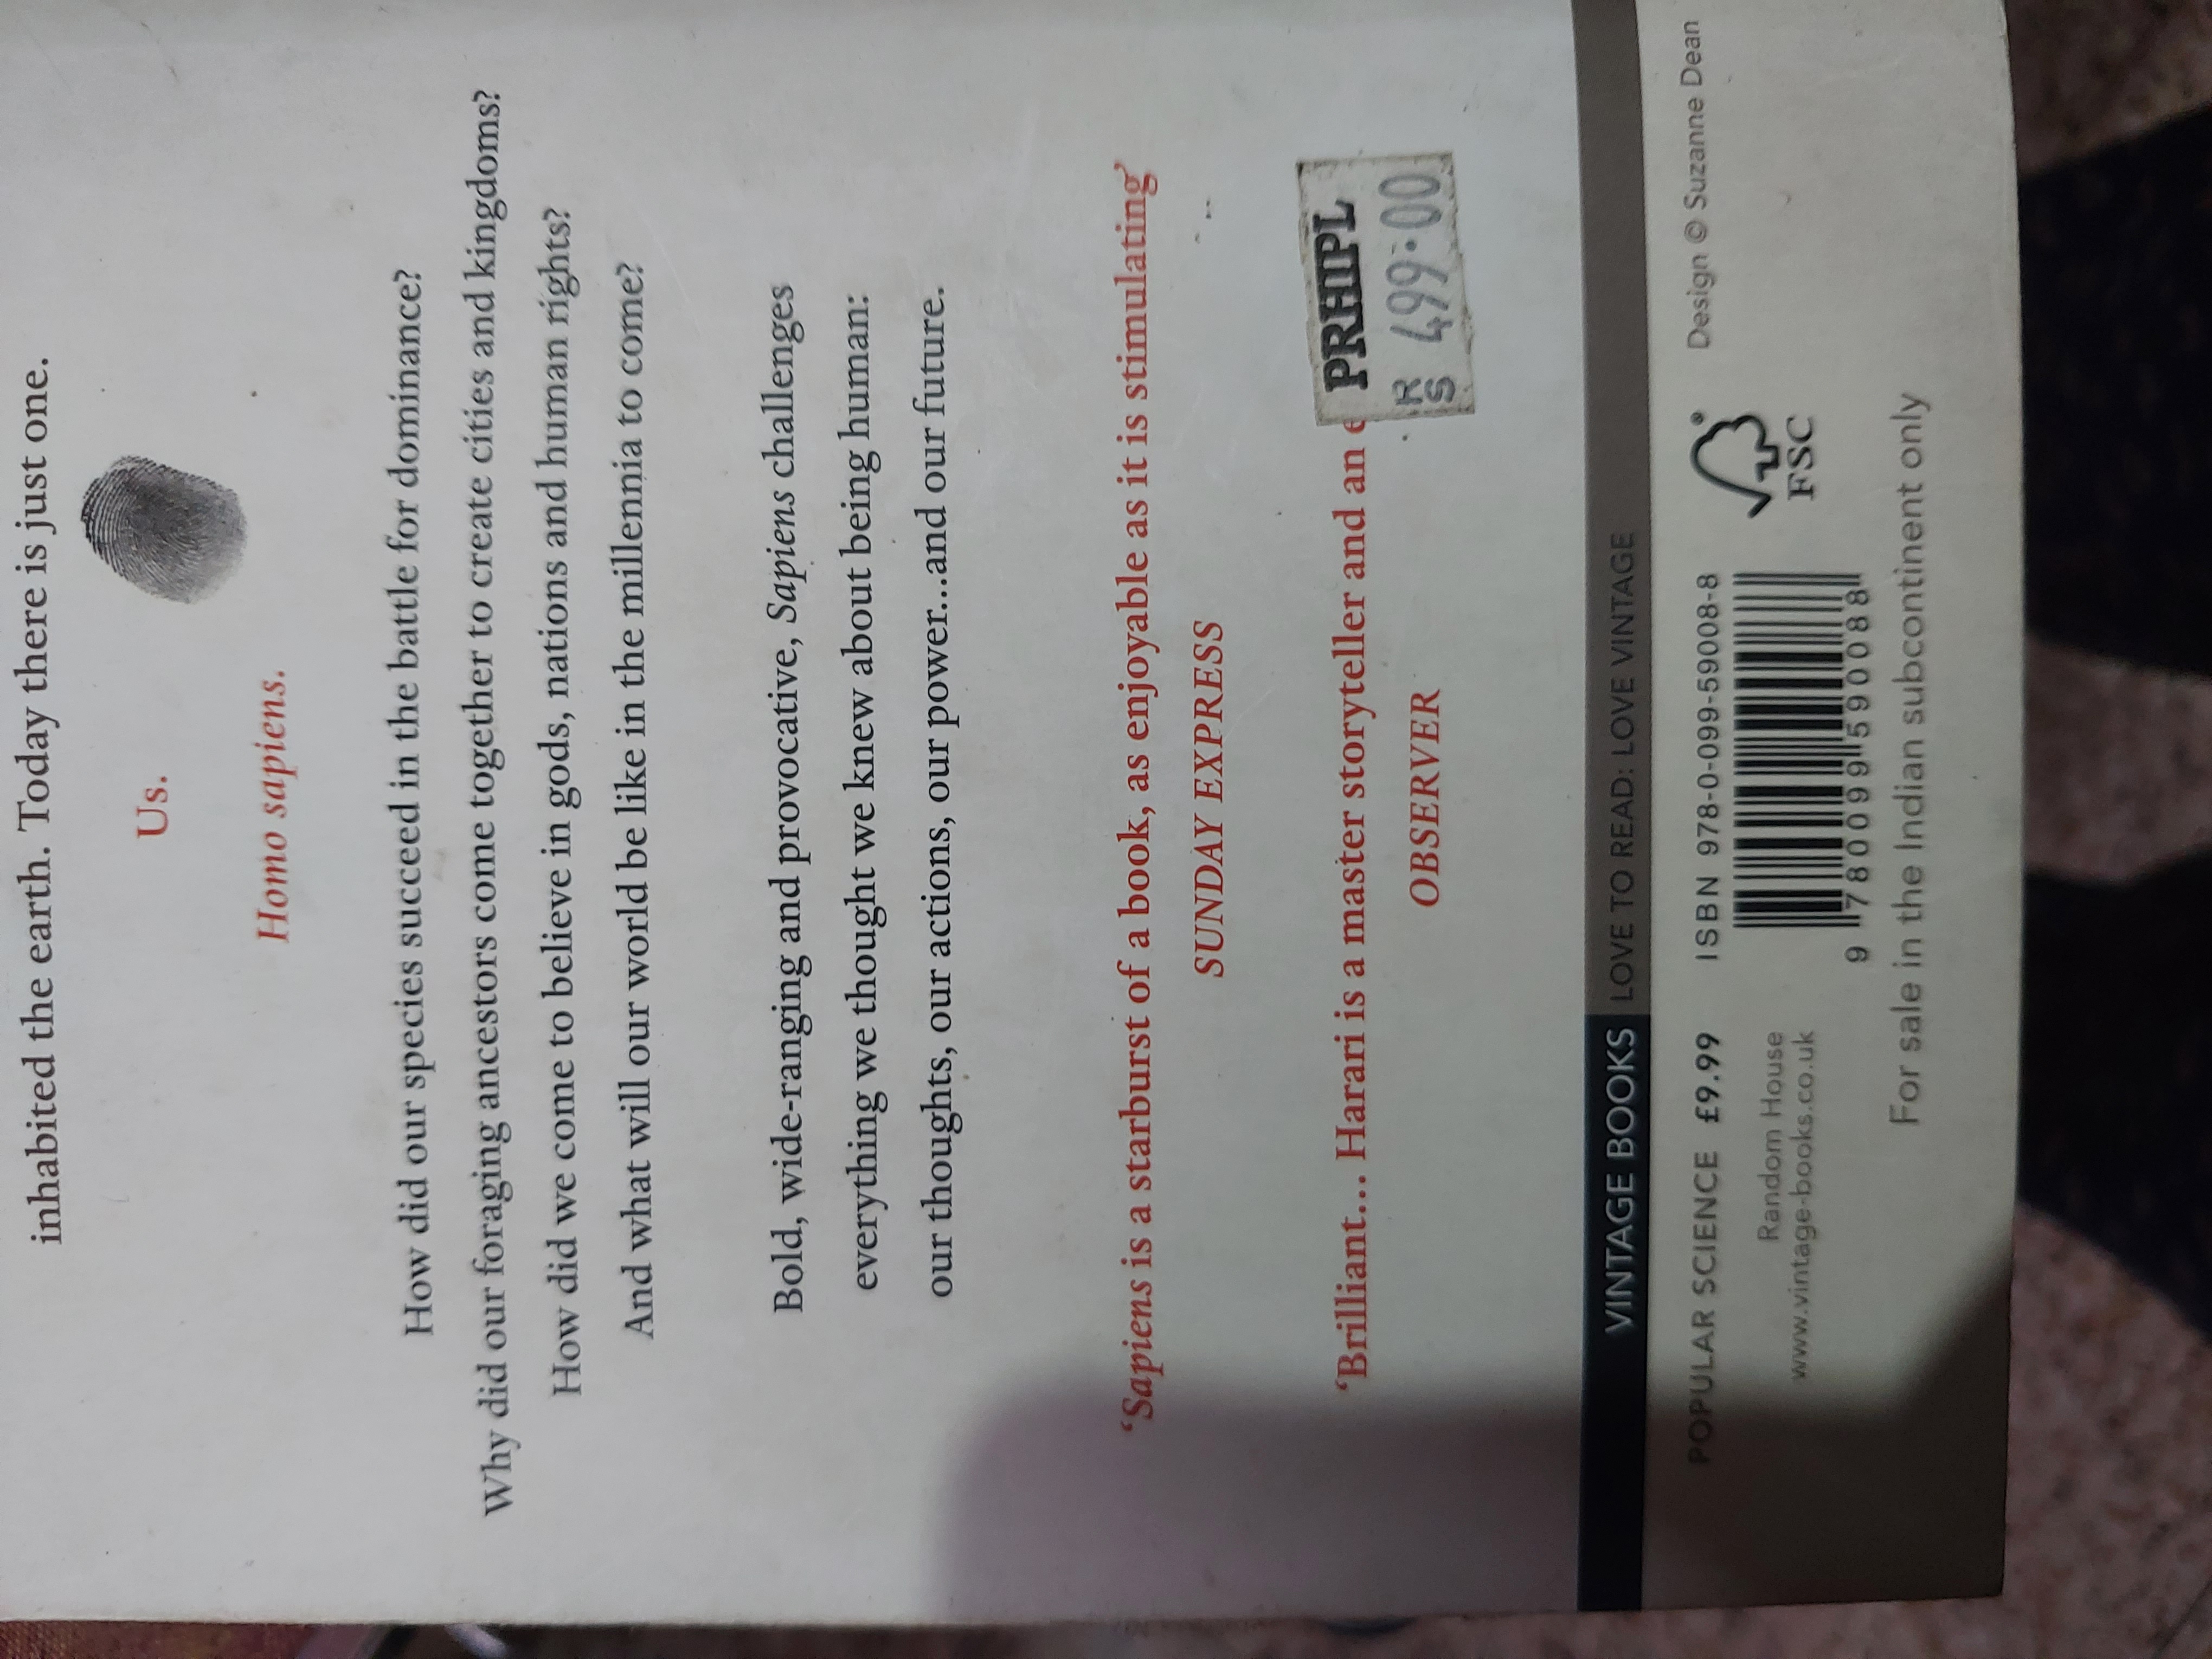 inhabited the earth. Today there is just one.
Us.
Homo sapiens.
How did our species succeed in the battle for dominance?
Why did our foraging ancestors come together to create cities and kingdoms?
How did we come to believe in gods, nations and human rights?
And what will our world be like in the millennia to come?
Bold, wide-ranging and provocative, Sapiens challenges
everything we thought we knew about being human:
our thoughts, our actions, our power...and our future.
‘Sapiens is a starburst of a book, as enjoyable as it is stimulating’
SUNDAY EXPRESS
‘Brilliant... Harari is a master storyteller and an
PRHIPL
RS 499.00
OBSERVER
VINTAGE BOOKS LOVE TO READ: LOVE VINTAGE
POPULAR SCIENCE £9.99 ISBN 978-0-099-59008-8 Design © Suzanne Dean
Random House
www.vintage-books.co.uk
FSC
9 780099 590088
For sale in the Indian subcontinent only